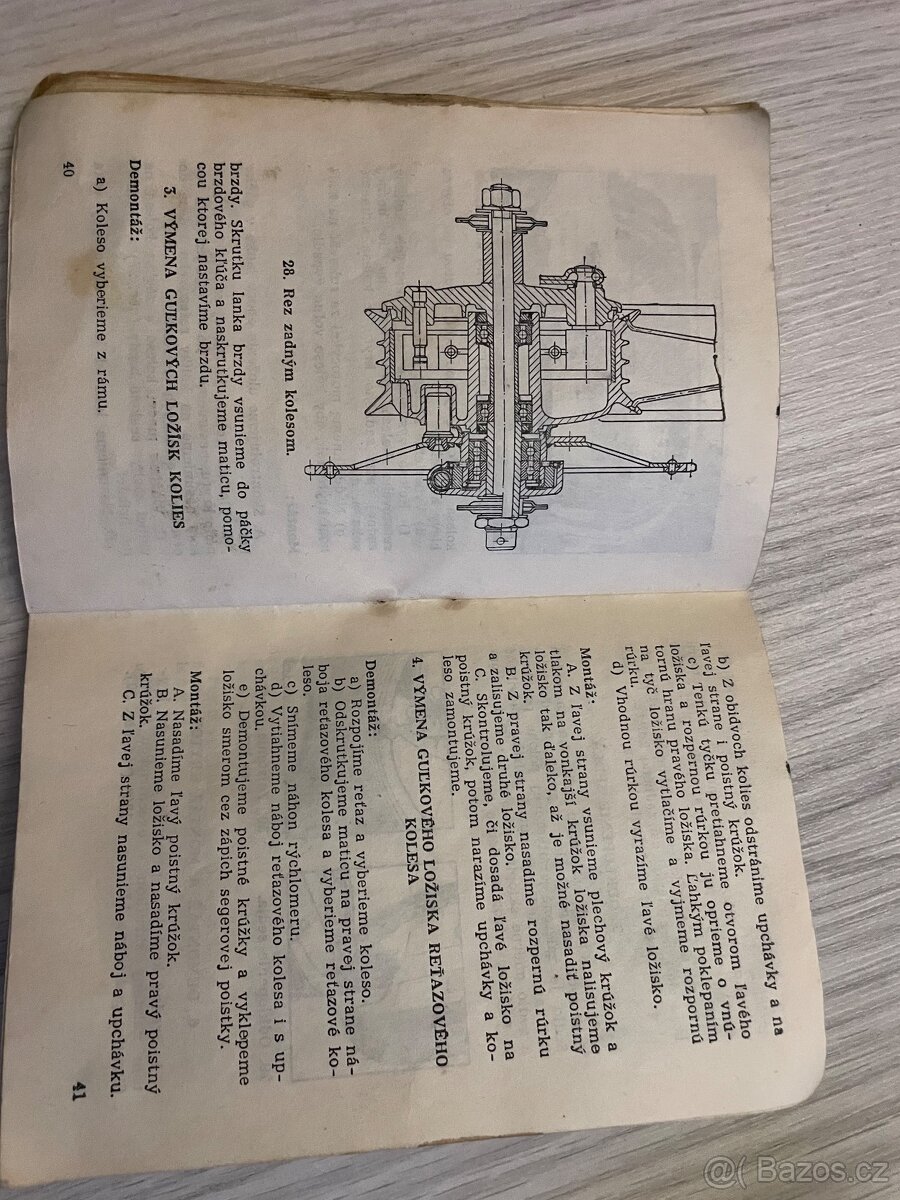 28. Rez zadným kolesom.
brzdy. Skrutku lanka brzdy vsunieme do páčky
brzdového kľúča a naskrutkujeme maticu, pomo-
cou ktorej nastavíme brzdu.
3. VÝMENA GUĽKOVÝCH LOŽÍSK KOLIES
Demontáž:
a) Koleso vyberieme z rámu.
40
b) Z obidvoch kolies odstránime upchávky a na
ľavej strane i poistný krúžok.
c) Tenkú tyčku pretiahneme otvorom ľavého
ložiska a rozpernou rúrkou ju oprieme o vnú-
tornú hranu pravého ložiska. Ľahkým poklepaním
na tyč ložisko vytlačíme a vyjmeme rozpornú
rúrku.
d) Vhodnou rúrkou vyrazíme ľavé ložisko.
Montáž:
A. Z ľavej strany vsunieme plechový krúžok a
tlakom na vonkajší krúžok ložiska nalisujeme
ložisko tak ďaleko, až je možné nasadiť poistný
krúžok.
B. Z pravej strany nasadíme rozpernú rúrku
a zalisujeme druhé ložisko.
C. Skontrolujeme, či dosadá ľavé ložisko na
poistný krúžok, potom narazíme upchávky a ko-
leso zamontujeme.
4. VÝMENA GUĽKOVÉHO LOŽISKA REŤAZOVÉHO
KOLESA
Demontáž:
a) Rozpojíme reťaz a vyberieme koleso.
b) Odskrutkujeme maticu na pravej strane ná-
boja reťazového kolesa a vyberieme reťazové ko-
leso.
c) Snímeme náhon rýchlometru.
d) Vytiahneme náboj reťazového kolesa i s up-
chávkou.
e) Demontujeme poistné krúžky a vyklepeme
ložisko smerom cez zápich segerovej poistky.
Montáž:
A. Nasadíme ľavý poistný krúžok.
B. Nasunieme ložisko a nasadíme pravý poistný
krúžok.
C. Z ľavej strany nasunieme náboj a upchávku.
41
Bazoš.cz